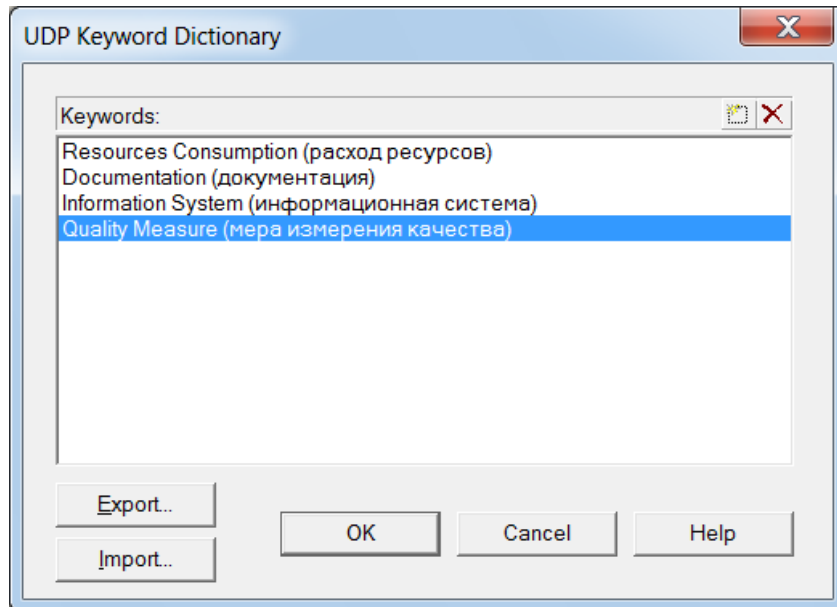 UDP Keyword Dictionary
Keywords:
Resources Consumption (расход ресурсов)
Documentation (документация)
Information System (информационная система)
Quality Measure (мера измерения качества)
Export...
OK
Cancel
Help
Import...